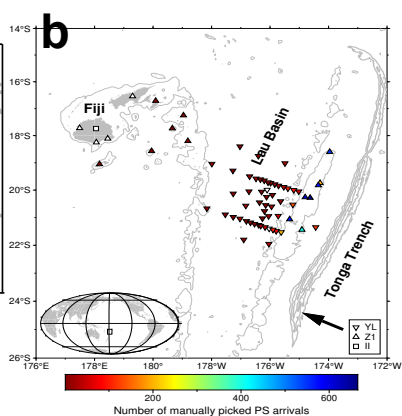 b
14°S
16°S
18°S
20°S
22°S
24°S
26°S
Fiji
Lau Basin
Tonga Trench
YL
Z1
II
176°E
178°E
180°
178°W
176°W
174°W
172°W
200
400
600
Number of manually picked PS arrivals